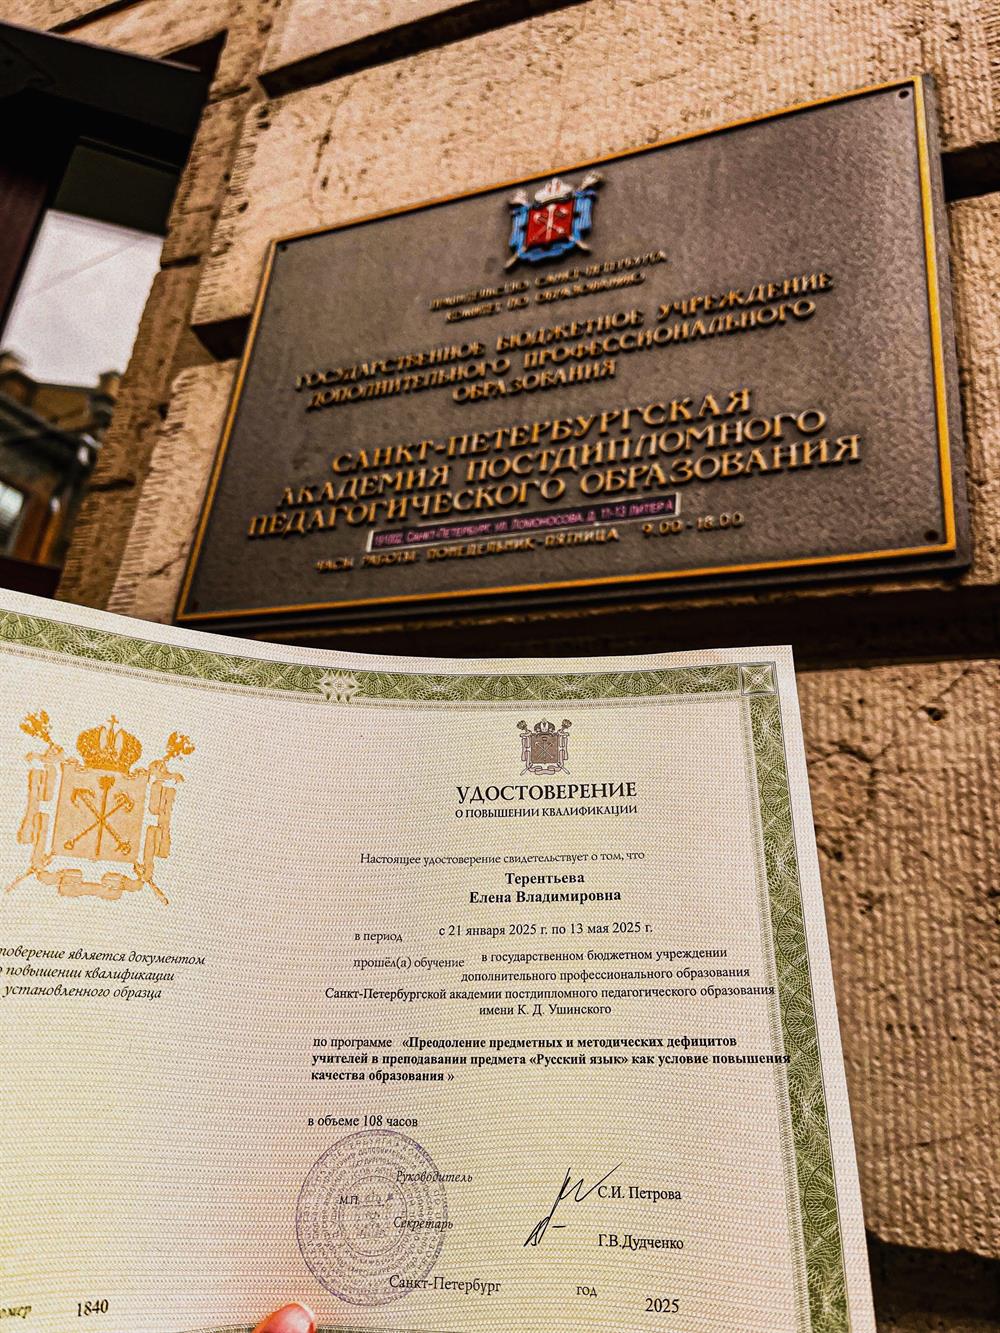 ПРАВИТЕЛЬСТВО САНКТ-ПЕТЕРБУРГА
КОМИТЕТ ПО ОБРАЗОВАНИЮ
ГОСУДАРСТВЕННОЕ БЮДЖЕТНОЕ УЧРЕЖДЕНИЕ
ДОПОЛНИТЕЛЬНОГО ПРОФЕССИОНАЛЬНОГО
ОБРАЗОВАНИЯ
САНКТ-ПЕТЕРБУРГСКАЯ
АКАДЕМИЯ ПОСТДИПЛОМНОГО
ПЕДАГОГИЧЕСКОГО ОБРАЗОВАНИЯ
191002, САНКТ-ПЕТЕРБУРГ, УЛ. ЛОМОНОСОВА, Д. 11-13 ЛИТЕР А
ЧАСЫ РАБОТЫ: ПОНЕДЕЛЬНИК-ПЯТНИЦА 9.00 - 18.00
УДОСТОВЕРЕНИЕ
О ПОВЫШЕНИИ КВАЛИФИКАЦИИ
Настоящее удостоверение свидетельствует о том, что
Терентьева
Елена Владимировна
в период с 21 января 2025 г. по 13 мая 2025 г.
прошёл(а) обучение в государственном бюджетном учреждении
дополнительного профессионального образования
Санкт-Петербургской академии постдипломного педагогического образования
имени К. Д. Ушинского
по программе «Преодоление предметных и методических дефицитов
учителей в преподавании предмета «Русский язык» как условие повышения
качества образования »
в объеме 108 часов
Руководитель С.И. Петрова
М.П.
Секретарь Г.В.Дудченко
Санкт-Петербург год 2025
товерение является документом
о повышении квалификации
установленного образца
омер 1840